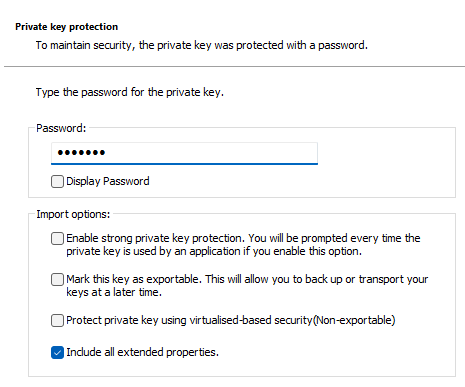 Private key protection
To maintain security, the private key was protected with a password.
Type the password for the private key.
Password:
•••••••
Display Password
Import options:
Enable strong private key protection. You will be prompted every time the
private key is used by an application if you enable this option.
Mark this key as exportable. This will allow you to back up or transport your
keys at a later time.
Protect private key using virtualised-based security(Non-exportable)
Include all extended properties.